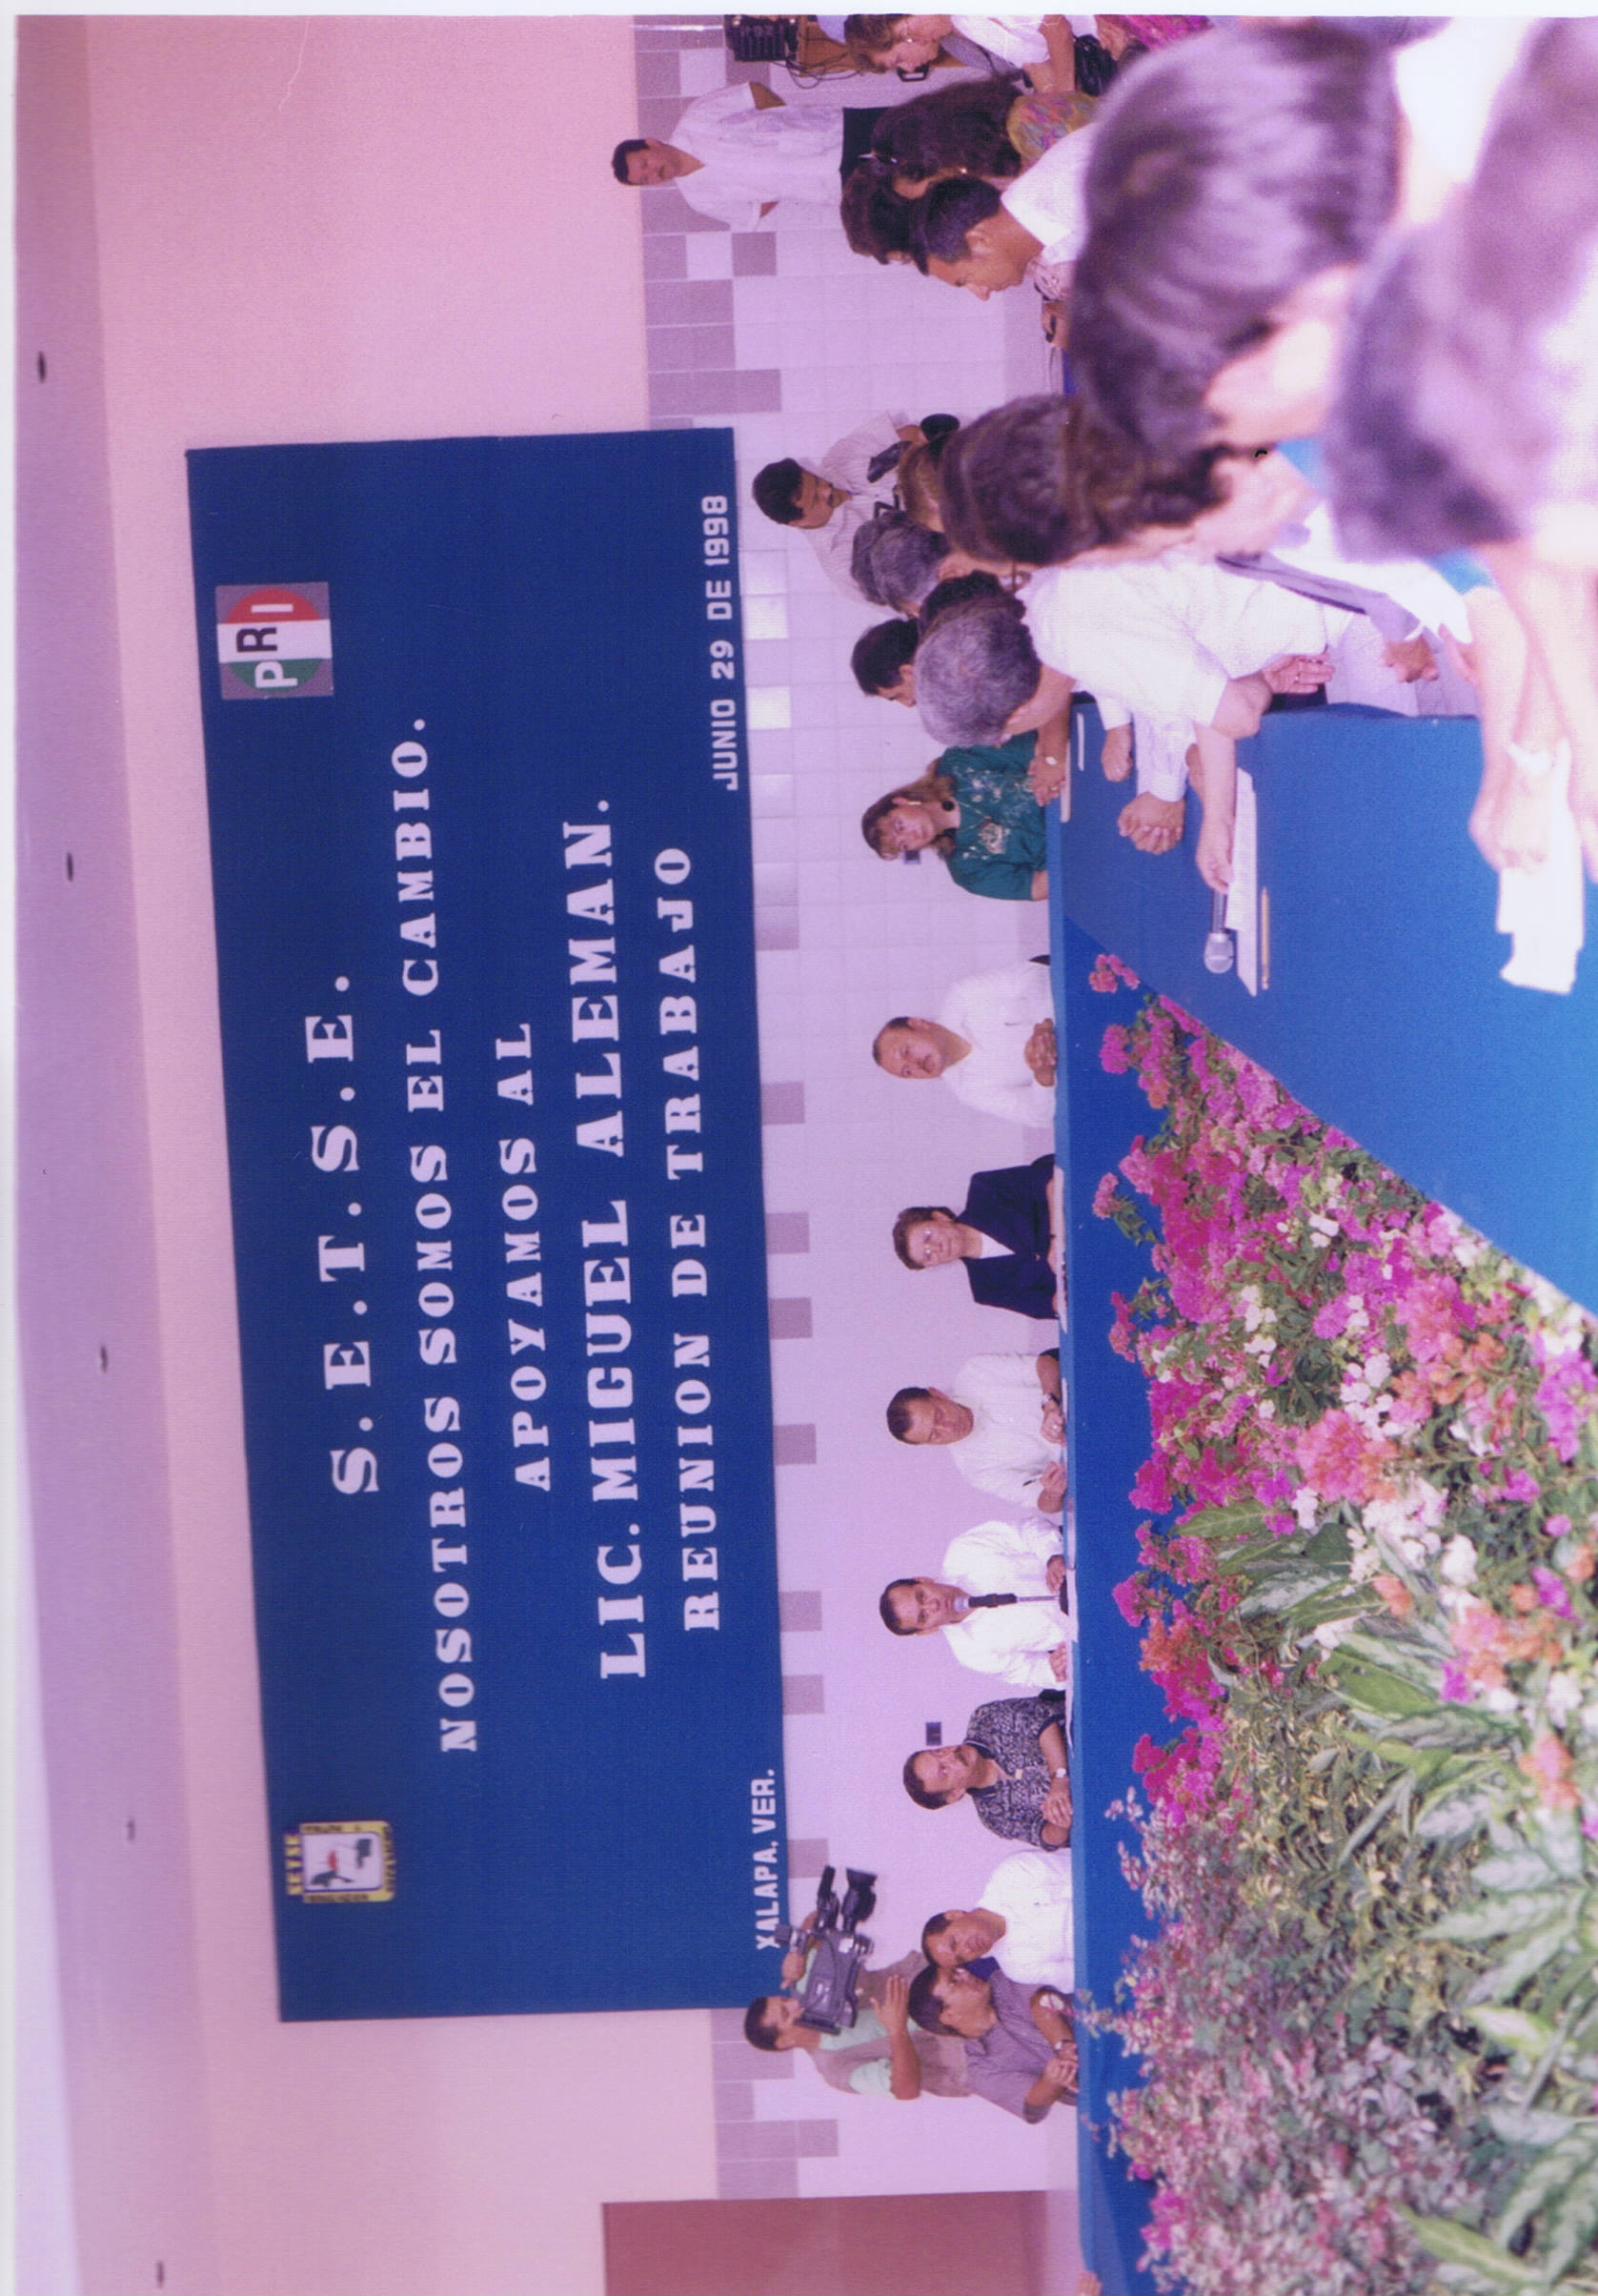 SETSE
PRI
S.E.T.S.E.
NOSOTROS SOMOS EL CAMBIO.
APOYAMOS AL
LIC. MIGUEL ALEMAN.
REUNION DE TRABAJO
XALAPA, VER.
JUNIO 29 DE 1998